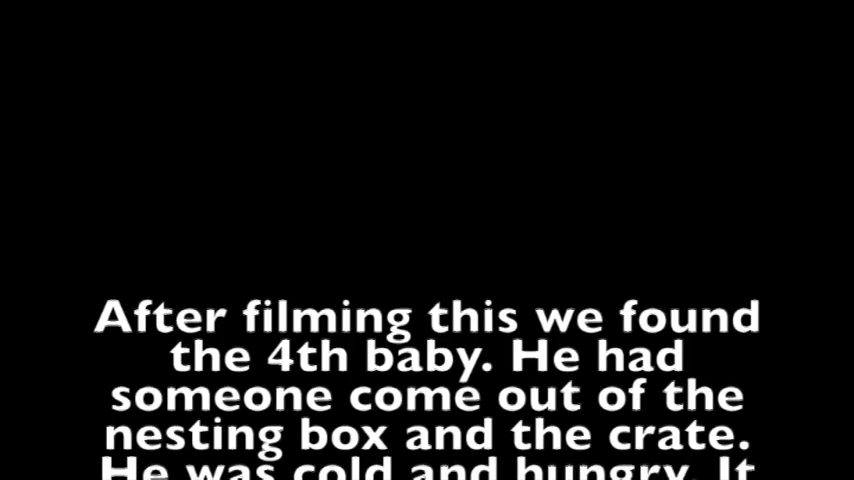 After filming this we found
the 4th baby. He had
someone come out of the
nesting box and the crate.
He was cold and hungry. It